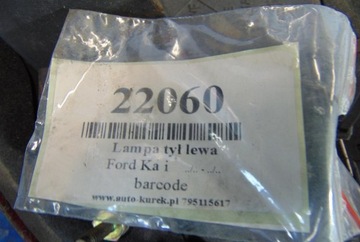 22060
Lampa tył lewa
Ford Ka i ../.. - ../..
barcode
www.auto-kurek.pl 795115617